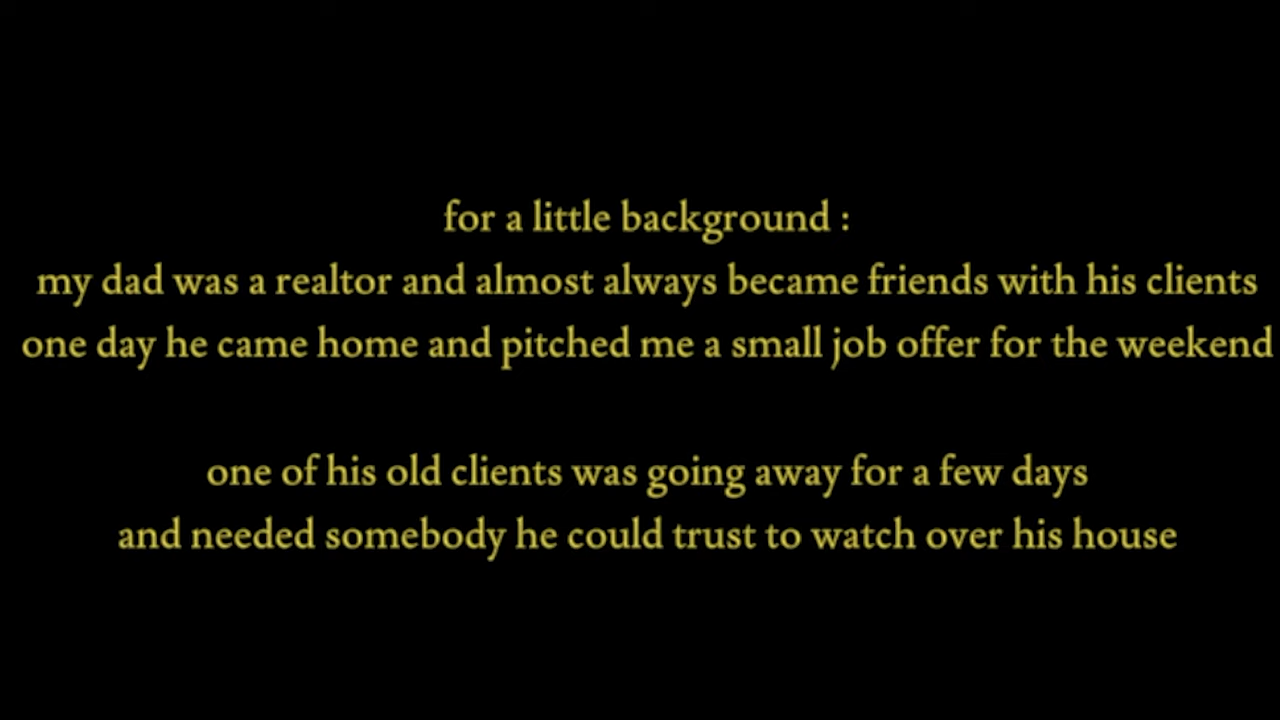 for a little background :
my dad was a realtor and almost always became friends with his clients
one day he came home and pitched me a small job offer for the weekend
one of his old clients was going away for a few days
and needed somebody he could trust to watch over his house